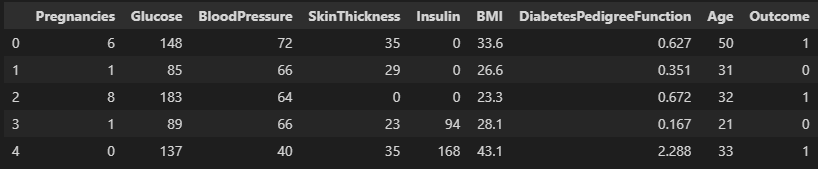 Pregnancies Glucose BloodPressure SkinThickness Insulin BMI DiabetesPedigreeFunction Age Outcome
0 6 148 72 35 0 33.6 0.627 50 1
1 1 85 66 29 0 26.6 0.351 31 0
2 8 183 64 0 0 23.3 0.672 32 1
3 1 89 66 23 94 28.1 0.167 21 0
4 0 137 40 35 168 43.1 2.288 33 1